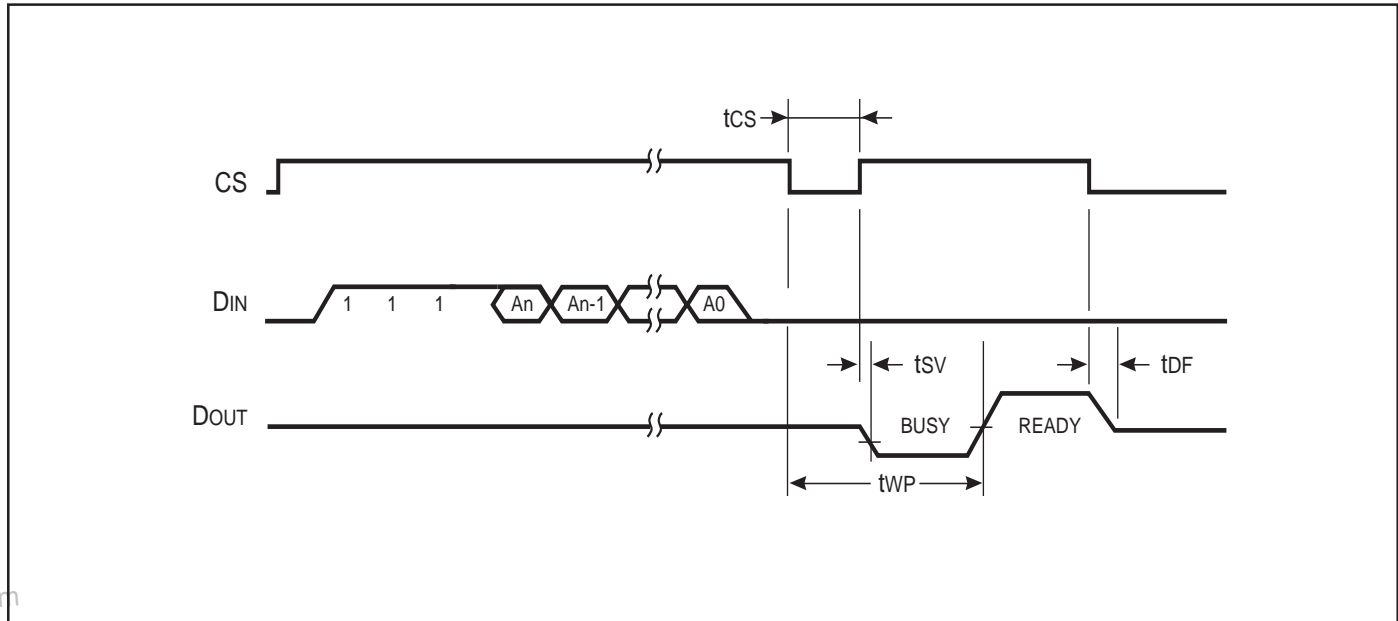 tCS
CS
DIN
1 1 1 An An-1 A0
tSV
tDF
DOUT
BUSY READY
tWP
m